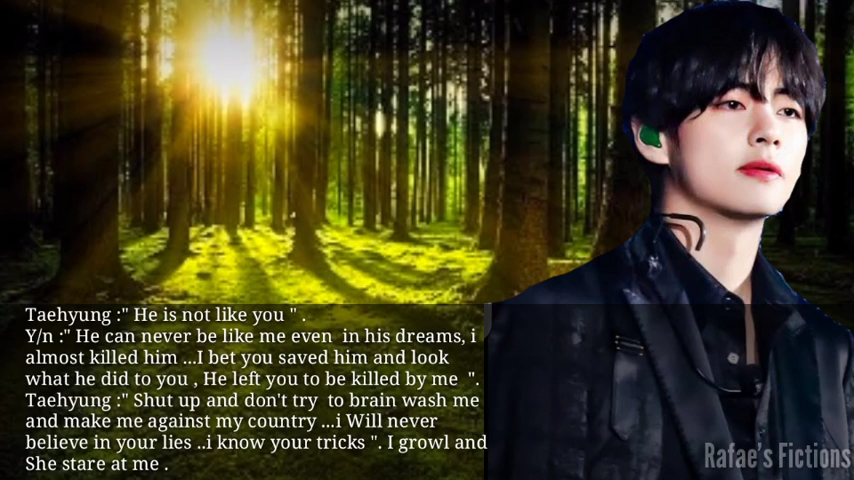 Taehyung :" He is not like you " .
Y/n :" He can never be like me even in his dreams, i
almost killed him ...I bet you saved him and look
what he did to you , He left you to be killed by me ".
Taehyung :" Shut up and don't try to brain wash me
and make me against my country ...i Will never
believe in your lies ..i know your tricks ". I growl and
She stare at me .
Rafae's Fictions